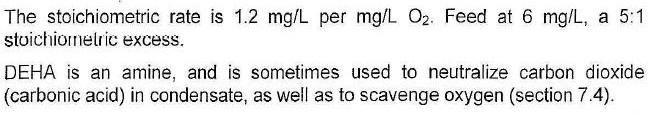 The stoichiometric rate is 1.2 mg/L per mg/L O₂. Feed at 6 mg/L, a 5:1
stoichiometric excess.
DEHA is an amine, and is sometimes used to neutralize carbon dioxide
(carbonic acid) in condensate, as well as to scavenge oxygen (section 7.4).